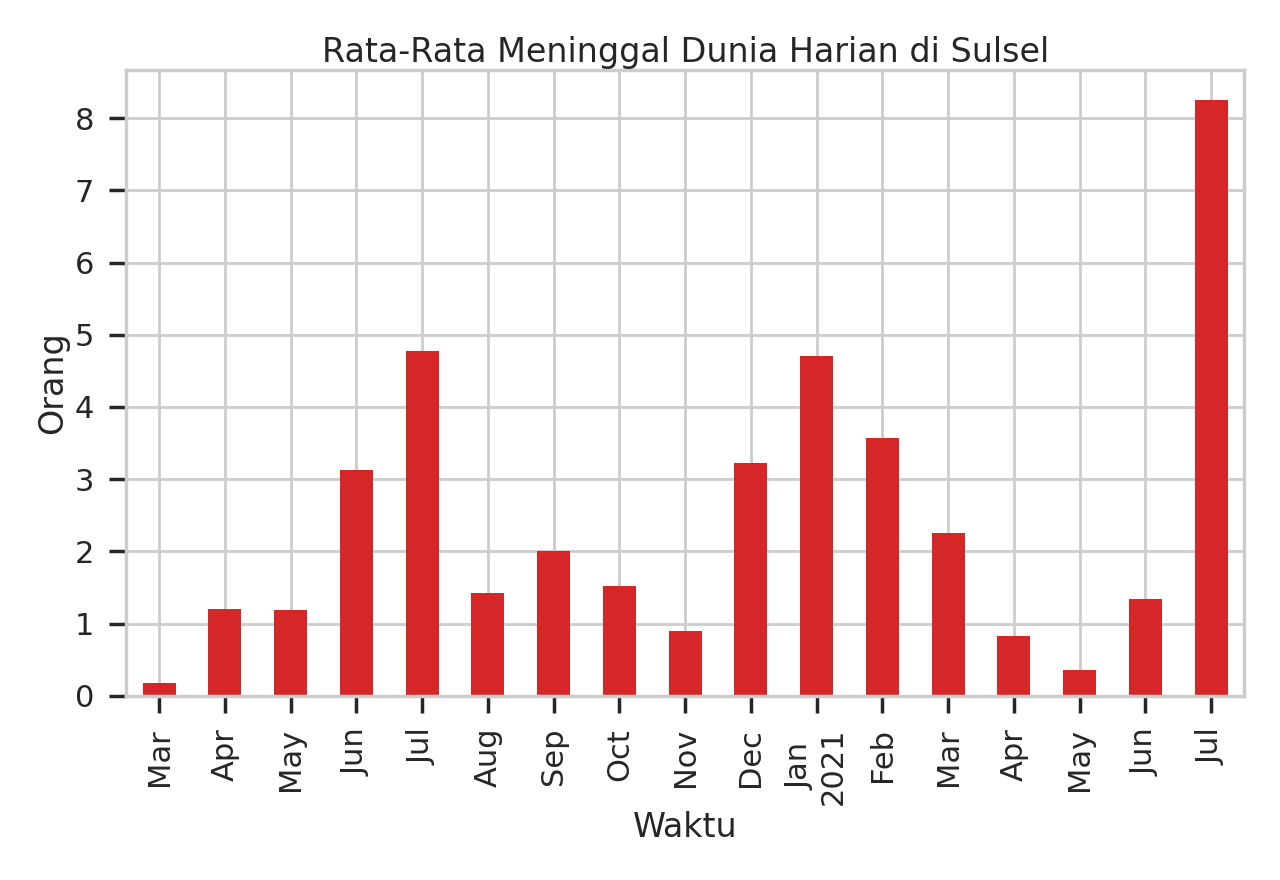 Rata-Rata Meninggal Dunia Harian di Sulsel
Orang
8
7
6
5
4
3
2
1
0
Mar
Apr
May
Jun
Jul
Aug
Sep
Oct
Nov
Dec
Jan
2021
Feb
Mar
Apr
May
Jun
Jul
Waktu